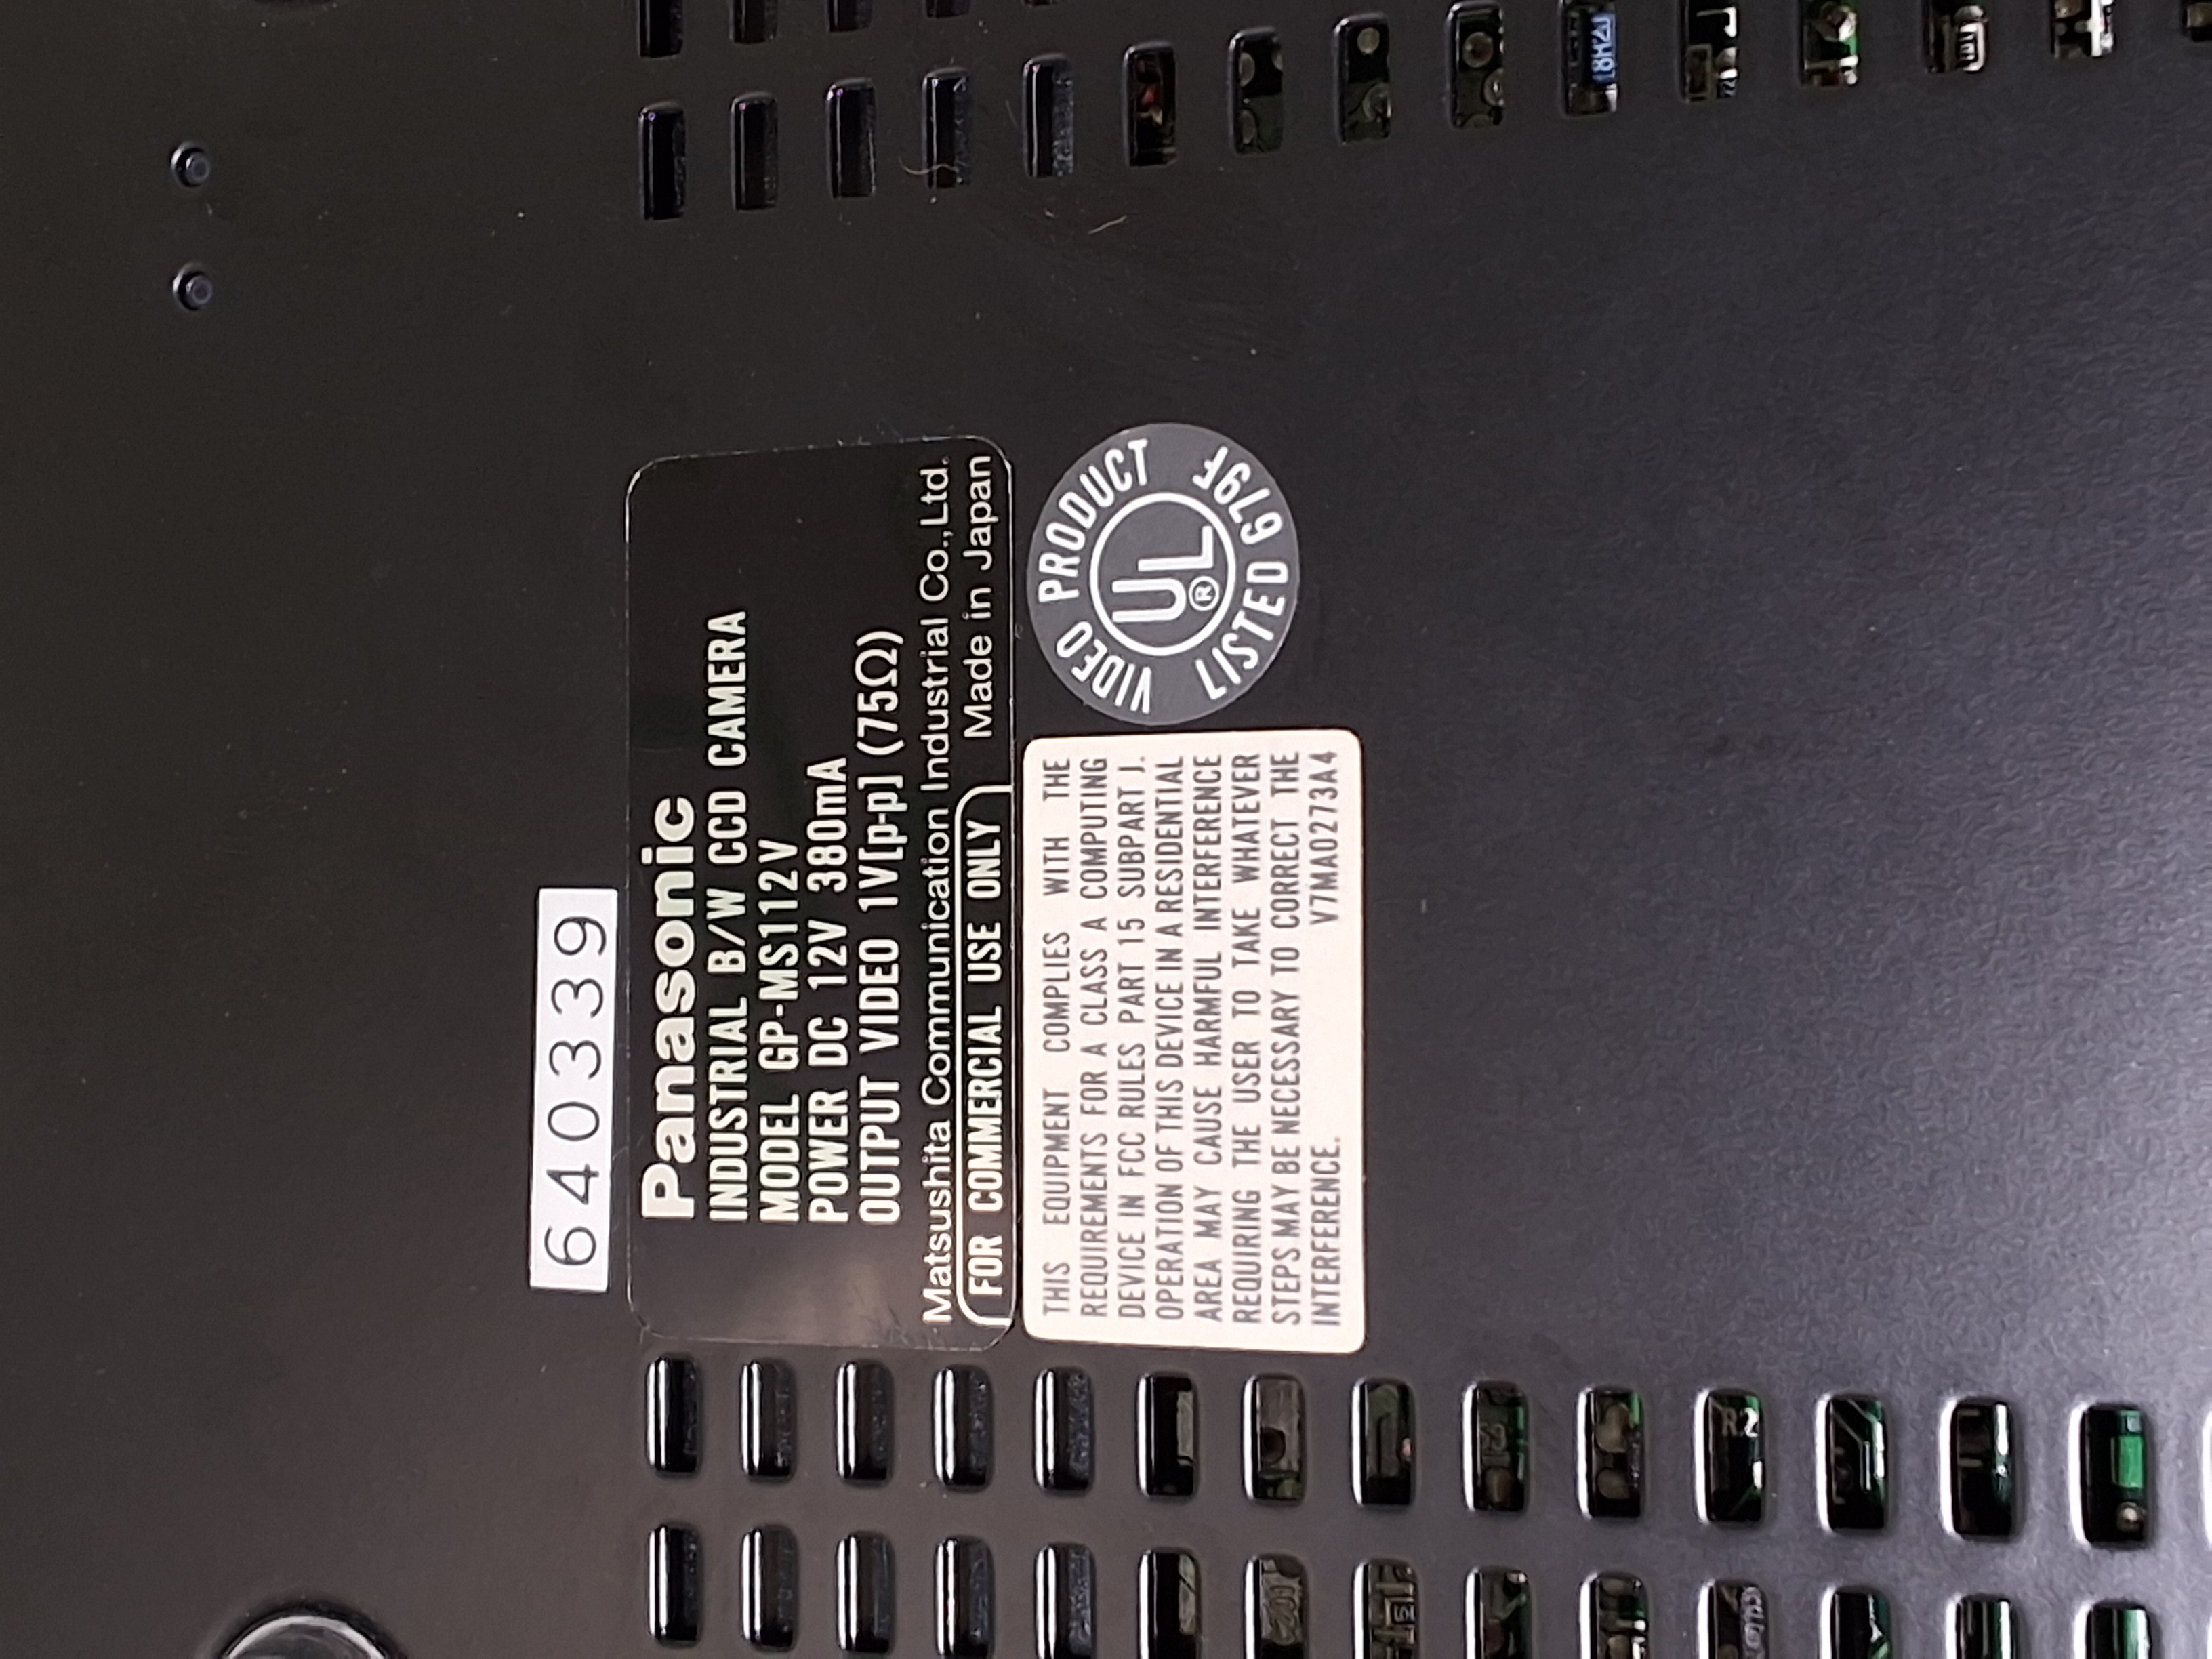 640339
Panasonic
INDUSTRIAL B/W CCD CAMERA
MODEL GP-MS112V
POWER DC 12V 380mA
OUTPUT VIDEO 1V[p-p] (75Ω)
Matsushita Communication Industrial Co.,Ltd.
FOR COMMERCIAL USE ONLY
Made in Japan
THIS EQUIPMENT COMPLIES WITH THE
REQUIREMENTS FOR A CLASS A COMPUTING
DEVICE IN FCC RULES PART 15 SUBPART J.
OPERATION OF THIS DEVICE IN A RESIDENTIAL
AREA MAY CAUSE HARMFUL INTERFERENCE
REQUIRING THE USER TO TAKE WHATEVER
STEPS MAY BE NECESSARY TO CORRECT THE
INTERFERENCE. V7MA0273A4
VIDEO PRODUCT
UL®
LISTED 679F
R2